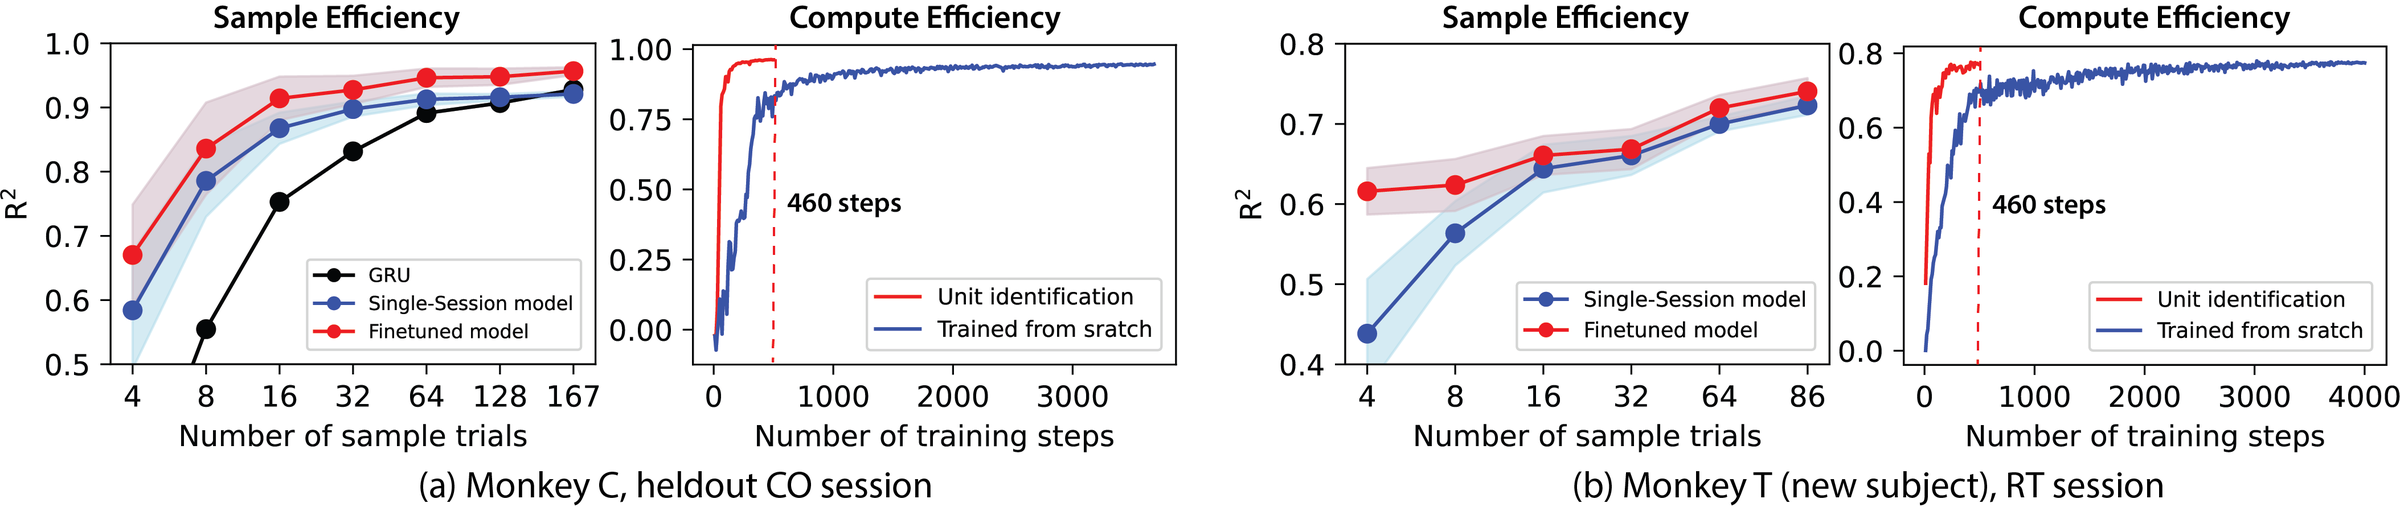 Sample Efficiency
R²
1.0
0.9
0.8
0.7
0.6
0.5
GRU
Single-Session model
Finetuned model
4 8 16 32 64 128 167
Number of sample trials
Compute Efficiency
1.00
0.75
0.50
0.25
0.00
460 steps
Unit identification
Trained from sratch
0 1000 2000 3000
Number of training steps
(a) Monkey C, heldout CO session
Sample Efficiency
R²
0.8
0.7
0.6
0.5
0.4
Single-Session model
Finetuned model
4 8 16 32 64 86
Number of sample trials
Compute Efficiency
0.8
0.6
0.4
0.2
0.0
460 steps
Unit identification
Trained from sratch
0 1000 2000 3000 4000
Number of training steps
(b) Monkey T (new subject), RT session